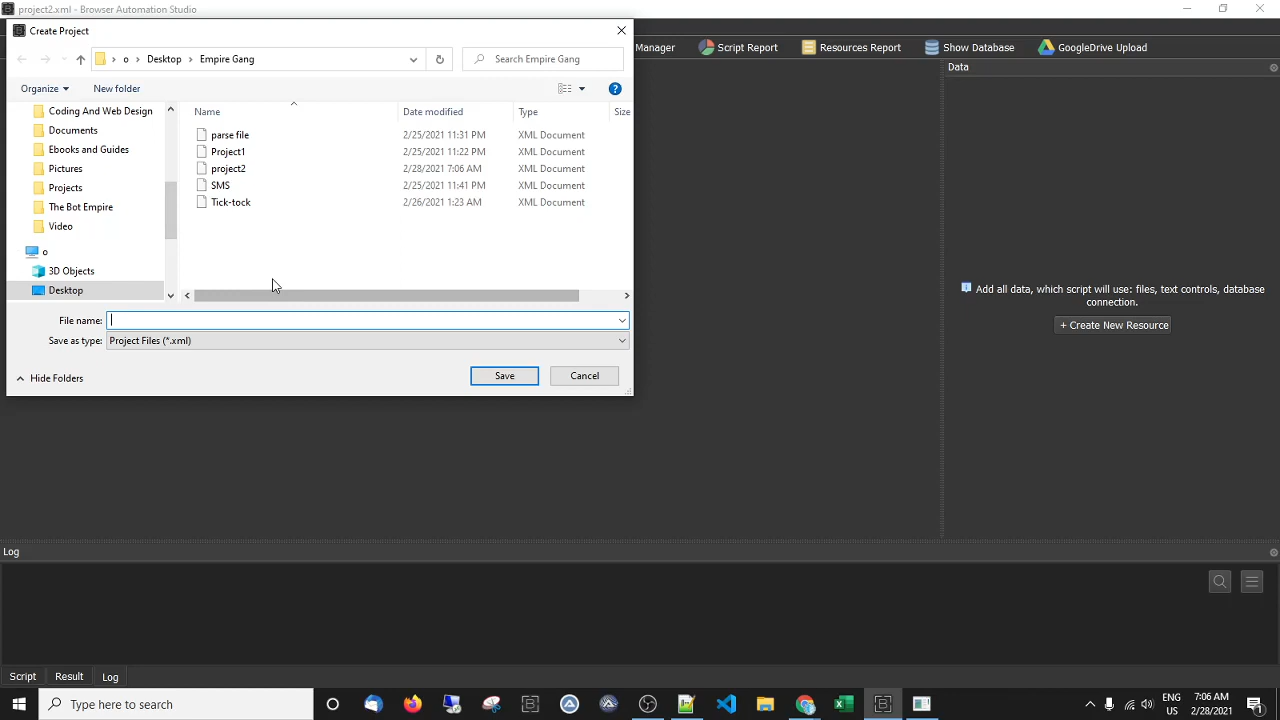 project2.xml - Browser Automation Studio
Create Project
o › Desktop › Empire Gang
Search Empire Gang
Manager
Script Report
Resources Report
Show Database
GoogleDrive Upload
Data
Organize
New folder
Name
Date modified
Type
Size
Coding And Web Design
Documents
Ebooks and Guides
Pictures
Projects
The Bot Empire
Video
o
3D Objects
Desktop
parse file 2/25/2021 11:31 PM XML Document
Project1 2/25/2021 11:22 PM XML Document
project2 2/28/2021 7:06 AM XML Document
SMS 2/25/2021 11:41 PM XML Document
Tick-tock 2/26/2021 1:23 AM XML Document
File name:
Save as type: Project Files (*.xml)
Hide Folders
Save
Cancel
Add all data, which script will use: files, text controls, database
connection.
+ Create New Resource
Log
Script
Result
Log
Type here to search
ENG
US
7:06 AM
2/28/2021
1